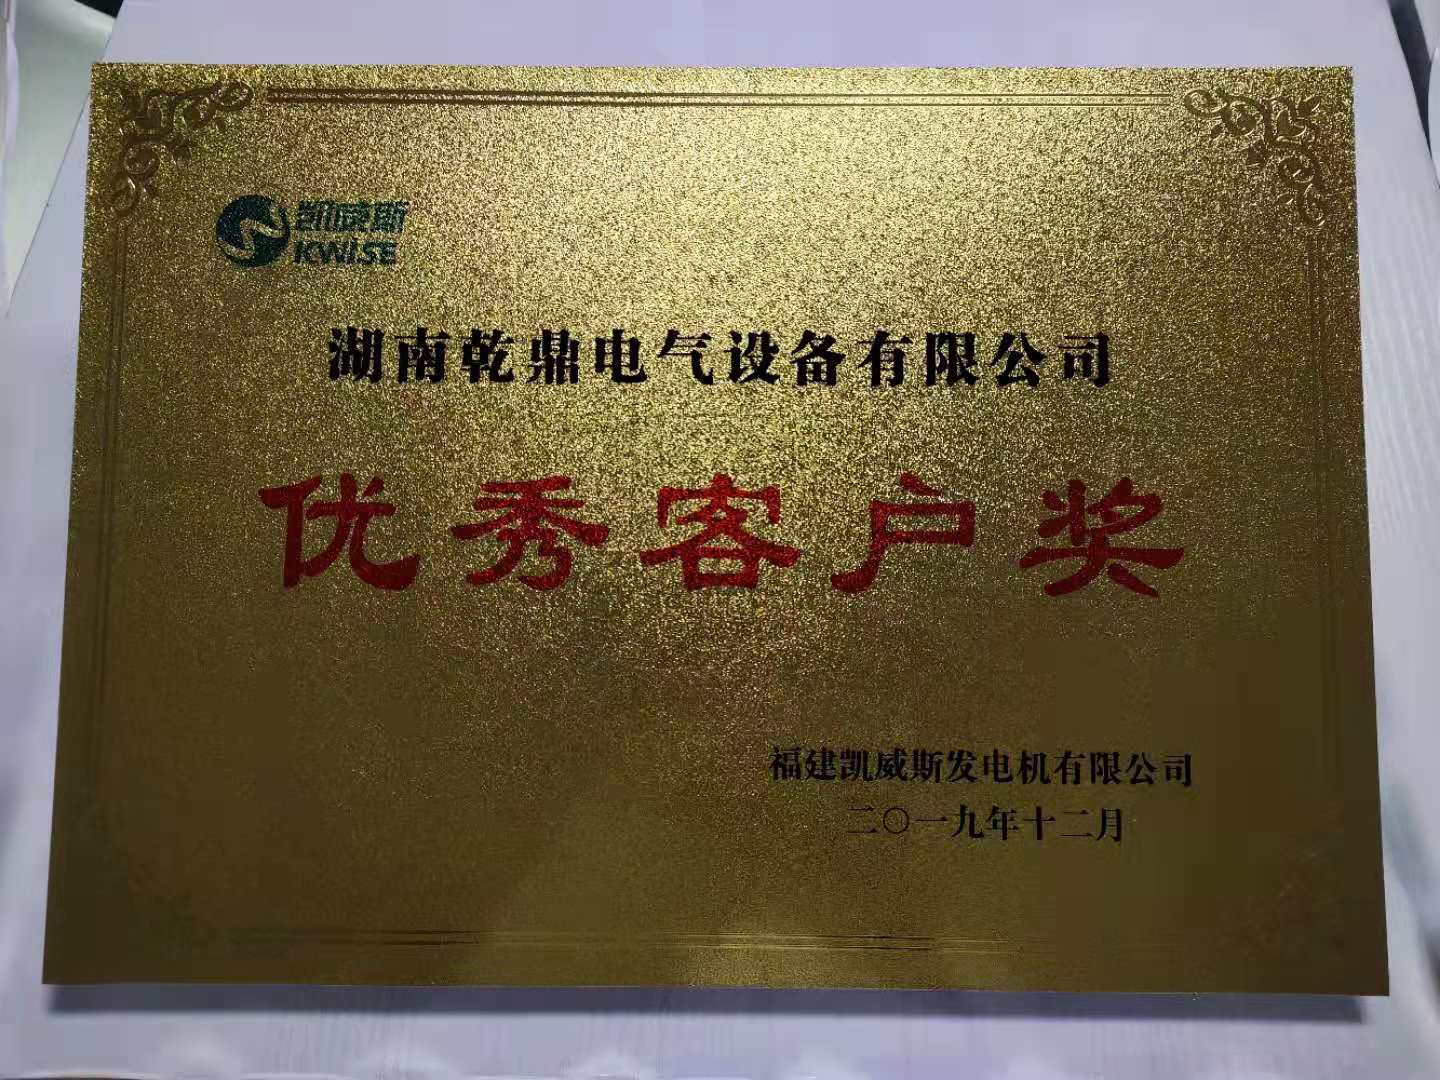 凯威斯
KWISE
湖南乾鼎电气设备有限公司
优秀客户奖
福建凯威斯发电机有限公司
二〇一九年十二月